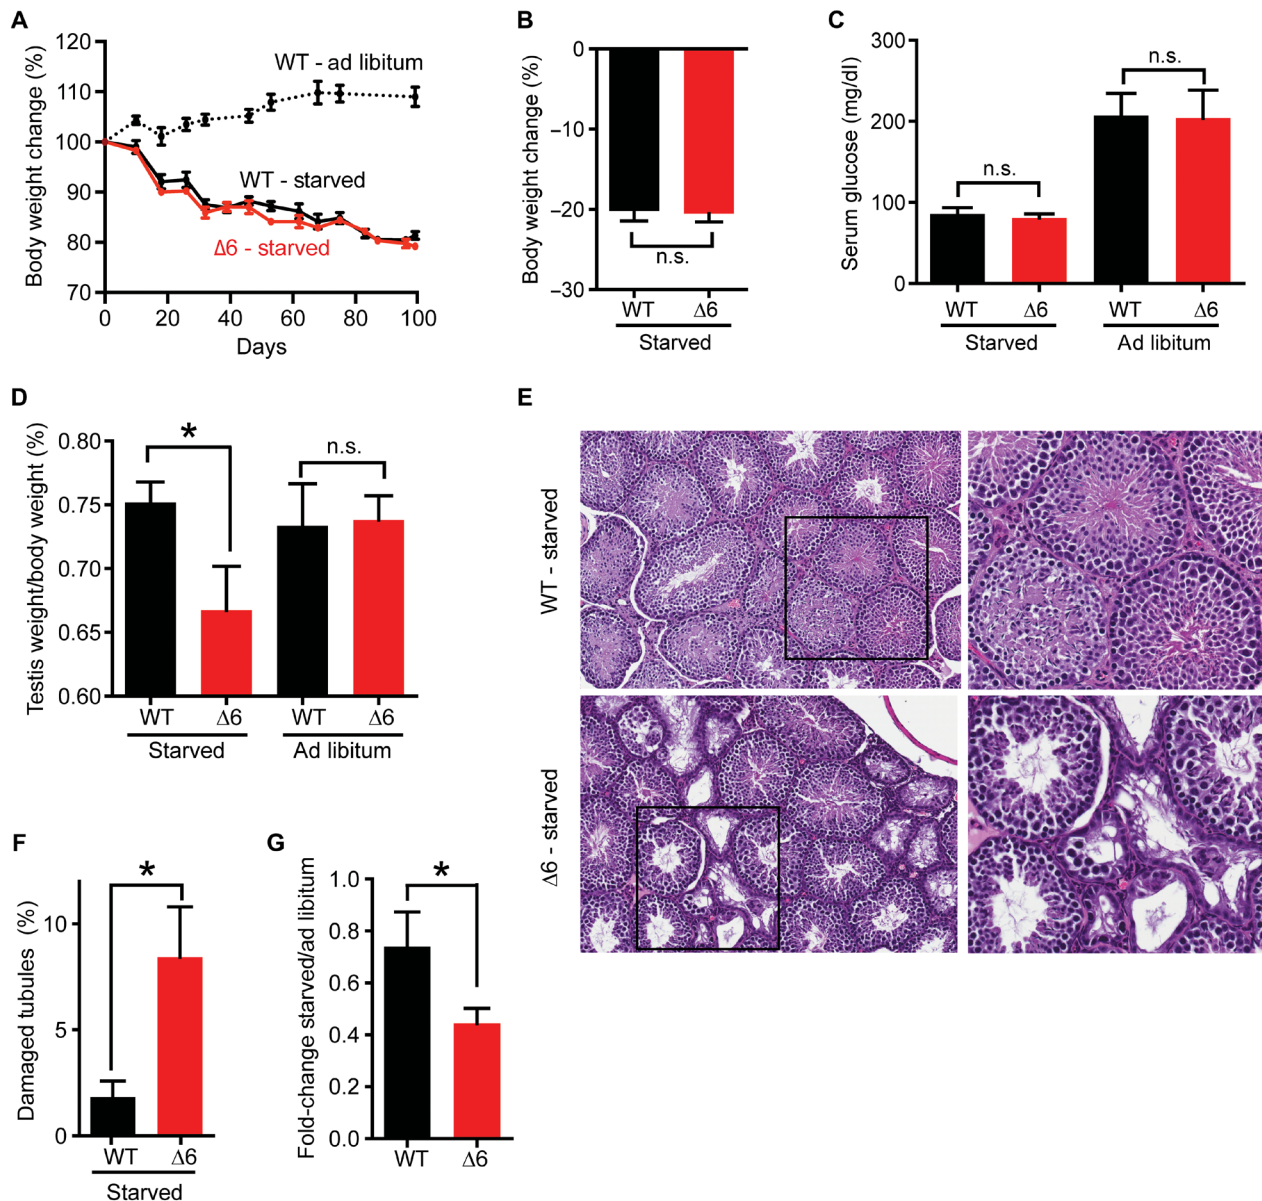 A
Body weight change (%)
120
110
100
90
80
70
WT - ad libitum
WT - starved
Δ6 - starved
0 20 40 60 80 100
Days
B
Body weight change (%)
0
–10
–20
–30
n.s.
WT Δ6
Starved
C
Serum glucose (mg/dl)
300
200
100
0
n.s.
n.s.
WT Δ6 WT Δ6
Starved Ad libitum
D
Testis weight/body weight (%)
0.80
0.75
0.70
0.65
0.60
*
n.s.
WT Δ6 WT Δ6
Starved Ad libitum
E
WT - starved
Δ6 - starved
F
Damaged tubules (%)
10
5
0
*
WT Δ6
Starved
G
Fold-change starved/ad libitum
1.0
0.8
0.6
0.4
0.2
0.0
*
WT Δ6